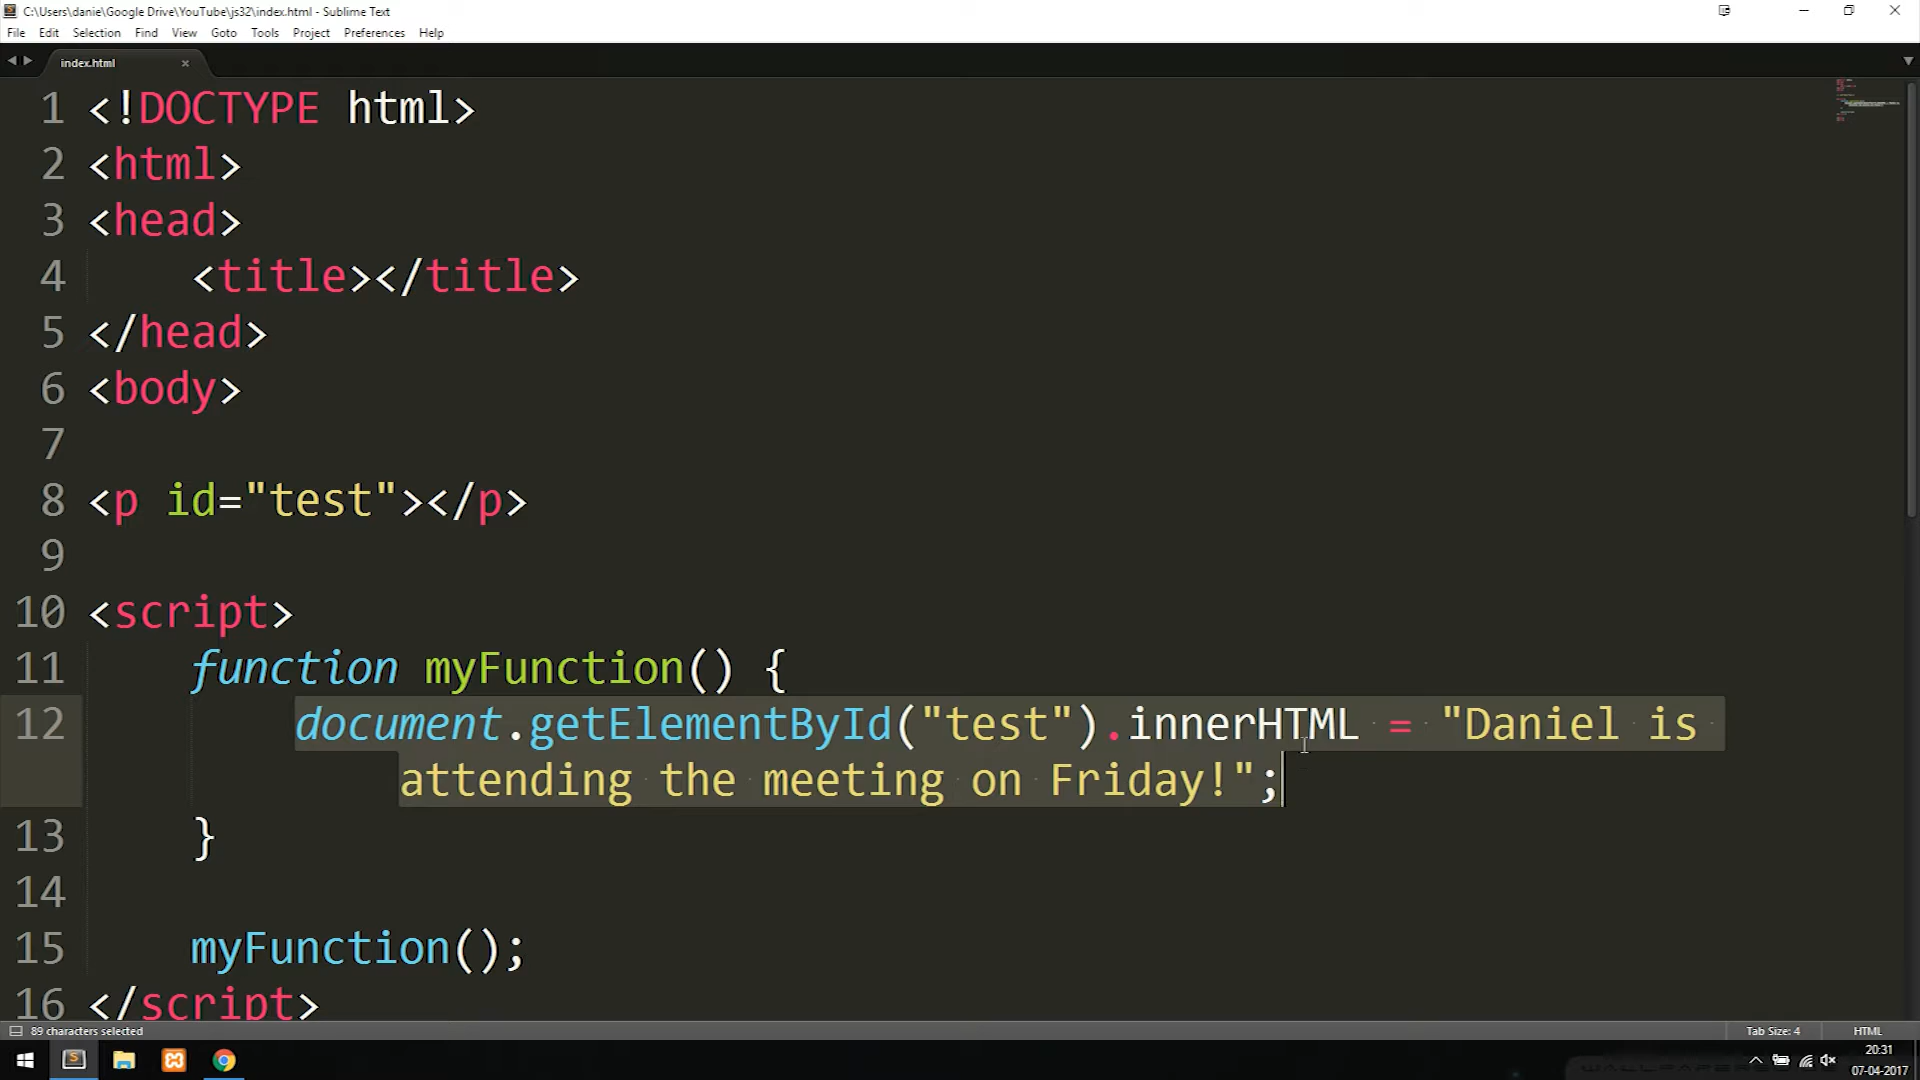 C:\Users\danie\Google Drive\YouTube\js32\index.html - Sublime Text
File Edit Selection Find View Goto Tools Project Preferences Help
index.html
1 <!DOCTYPE html>
2 <html>
3 <head>
4 <title></title>
5 </head>
6 <body>
7
8 <p id="test"></p>
9
10 <script>
11 function myFunction() {
12 document.getElementById("test").innerHTML = "Daniel is
attending the meeting on Friday!";
13 }
14
15 myFunction();
16 </script>
89 characters selected Tab Size: 4 HTML
20:31
07-04-2017